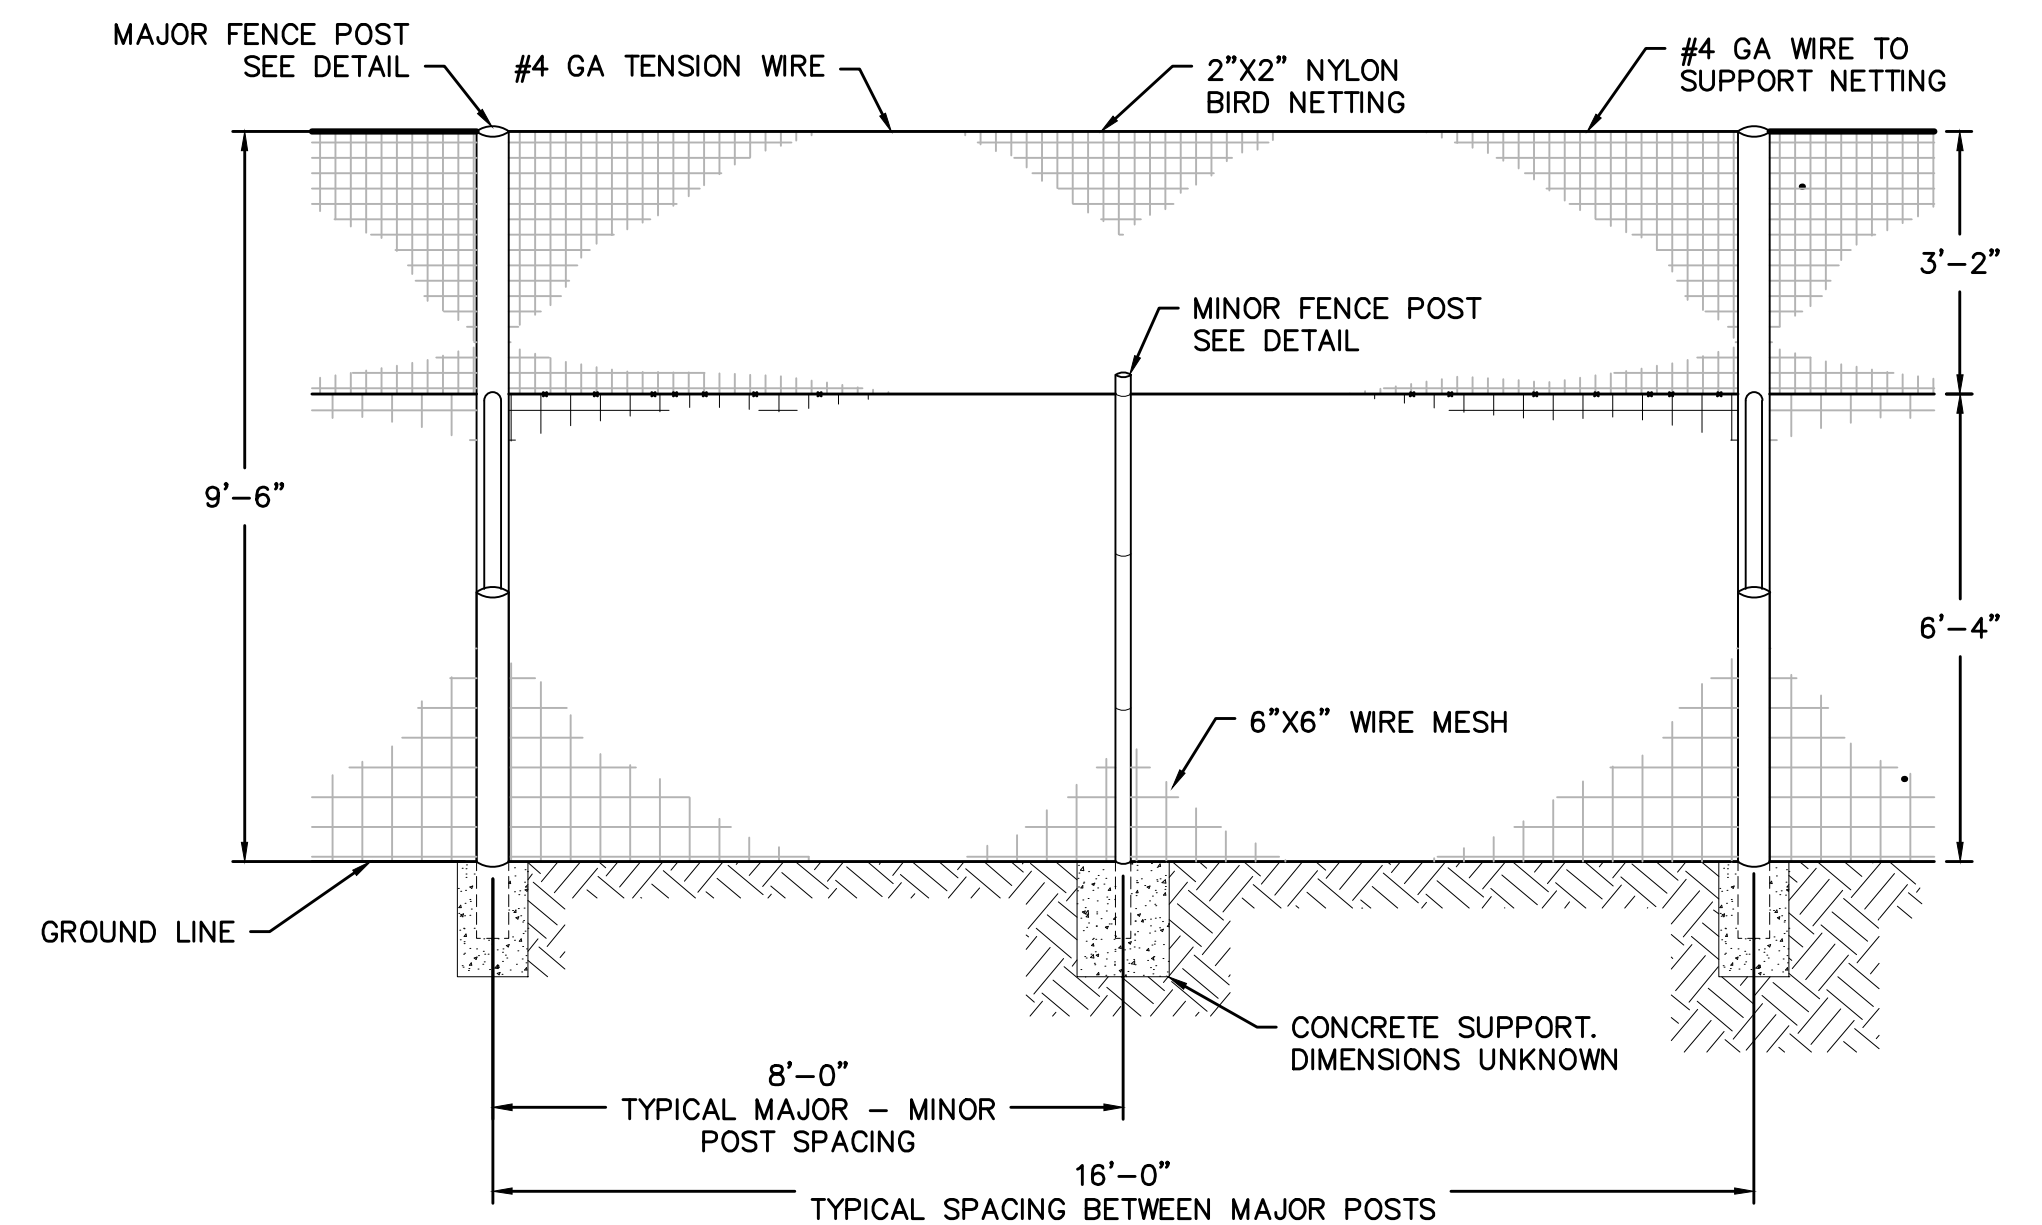 MAJOR FENCE POST
SEE DETAIL
#4 GA TENSION WIRE
2”X2” NYLON
BIRD NETTING
#4 GA WIRE TO
SUPPORT NETTING
3’–2”
MINOR FENCE POST
SEE DETAIL
9’–6”
6’–4”
6”X6” WIRE MESH
GROUND LINE
CONCRETE SUPPORT.
DIMENSIONS UNKNOWN
8’–0”
TYPICAL MAJOR – MINOR
POST SPACING
16’–0”
TYPICAL SPACING BETWEEN MAJOR POSTS